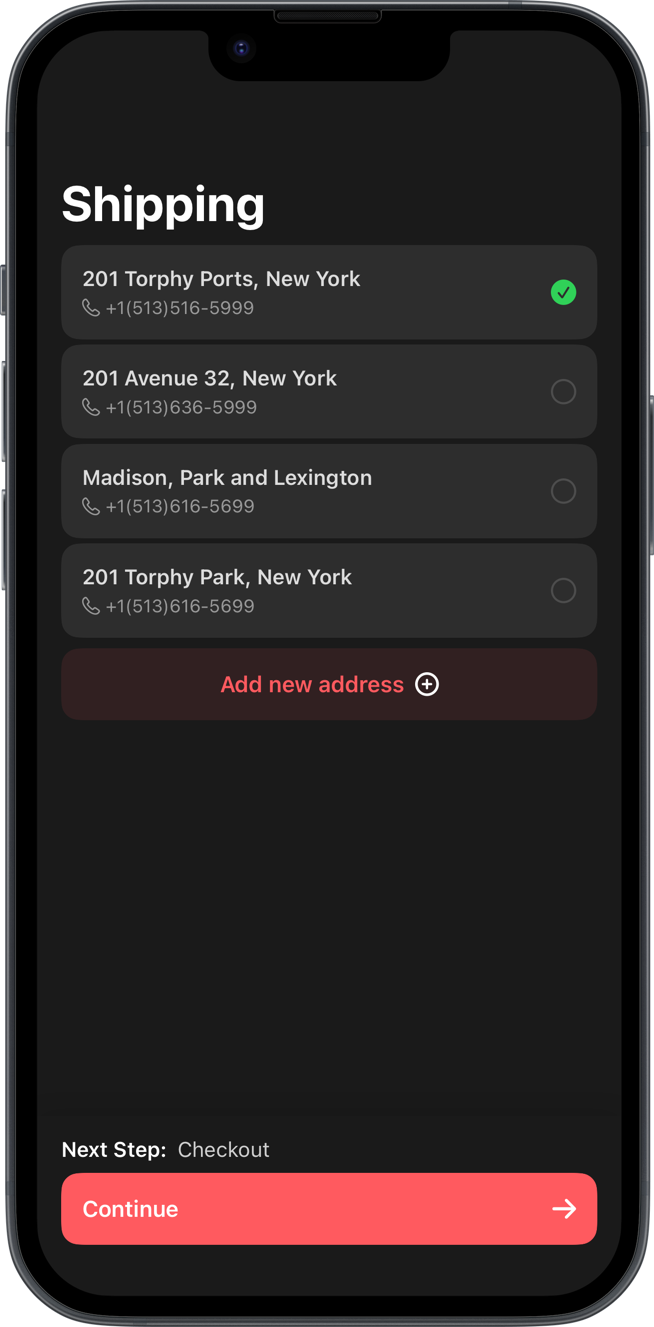 Shipping
201 Torphy Ports, New York
+1(513)516-5999
201 Avenue 32, New York
+1(513)636-5999
Madison, Park and Lexington
+1(513)616-5699
201 Torphy Park, New York
+1(513)616-5699
Add new address
Next Step: Checkout
Continue